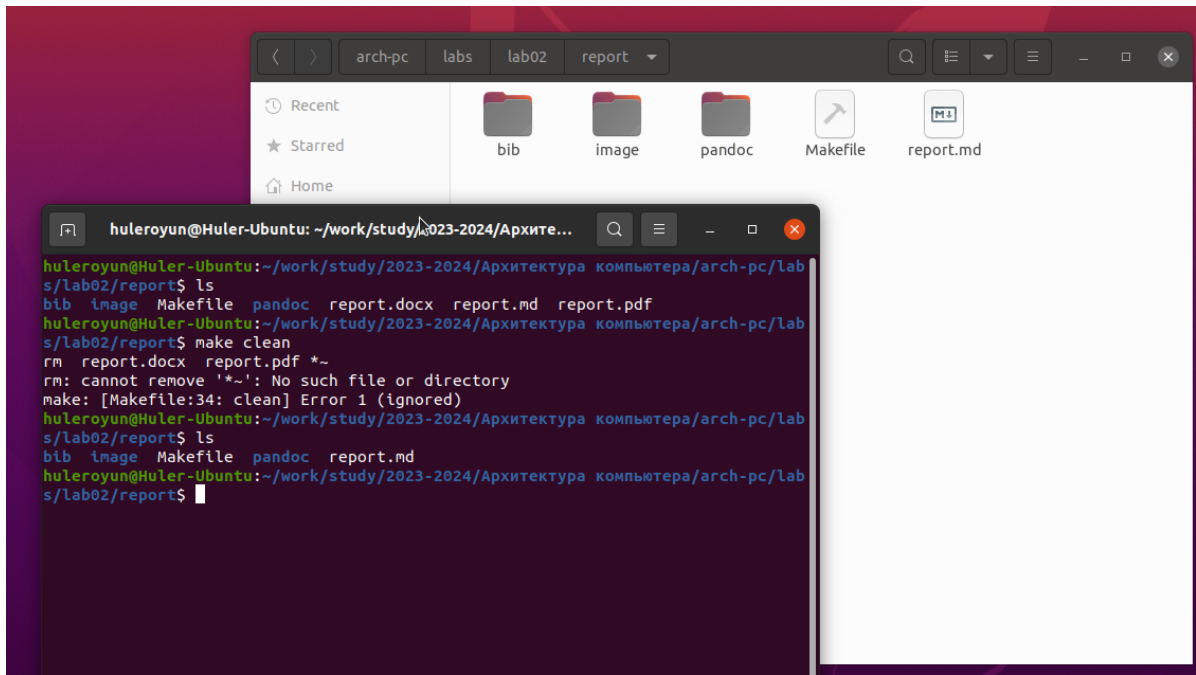 arch-pc labs lab02 report
Recent
Starred
Home
bib image pandoc Makefile report.md
huleroyun@Huler-Ubuntu: ~/work/study/2023-2024/Архите...
huleroyun@Huler-Ubuntu:~/work/study/2023-2024/Архитектура компьютера/arch-pc/lab
s/lab02/report$ ls
bib image Makefile pandoc report.docx report.md report.pdf
huleroyun@Huler-Ubuntu:~/work/study/2023-2024/Архитектура компьютера/arch-pc/lab
s/lab02/report$ make clean
rm report.docx report.pdf *~
rm: cannot remove '*~': No such file or directory
make: [Makefile:34: clean] Error 1 (ignored)
huleroyun@Huler-Ubuntu:~/work/study/2023-2024/Архитектура компьютера/arch-pc/lab
s/lab02/report$ ls
bib image Makefile pandoc report.md
huleroyun@Huler-Ubuntu:~/work/study/2023-2024/Архитектура компьютера/arch-pc/lab
s/lab02/report$